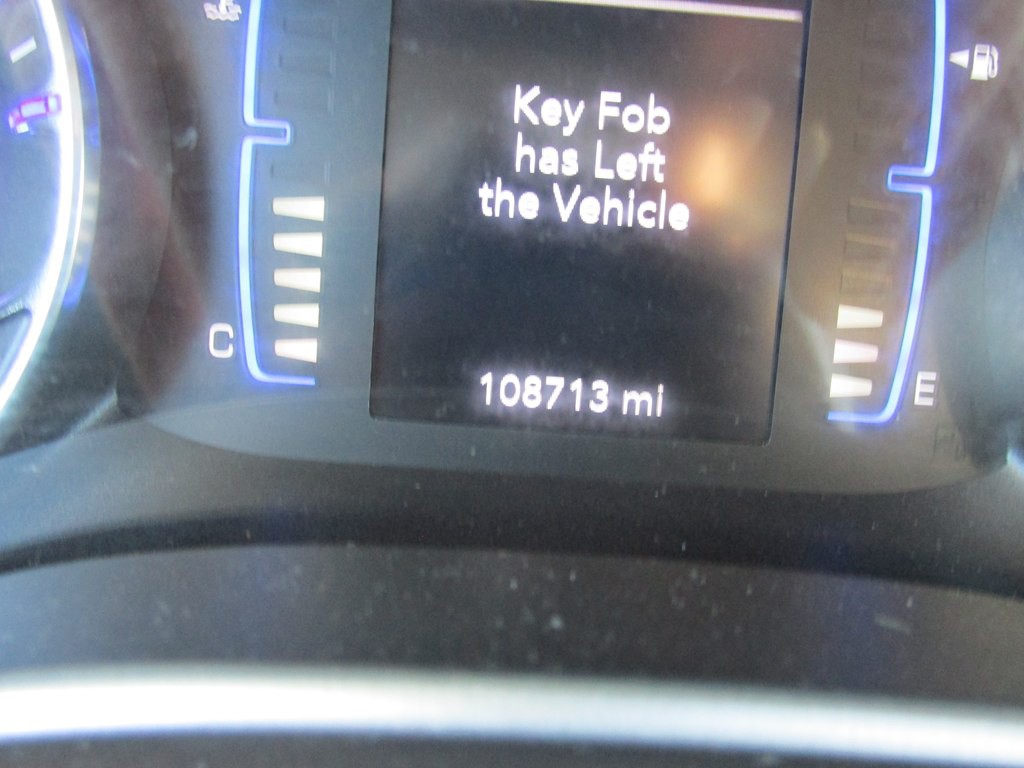 Key Fob
has Left
the Vehicle
C
108713 mi
E